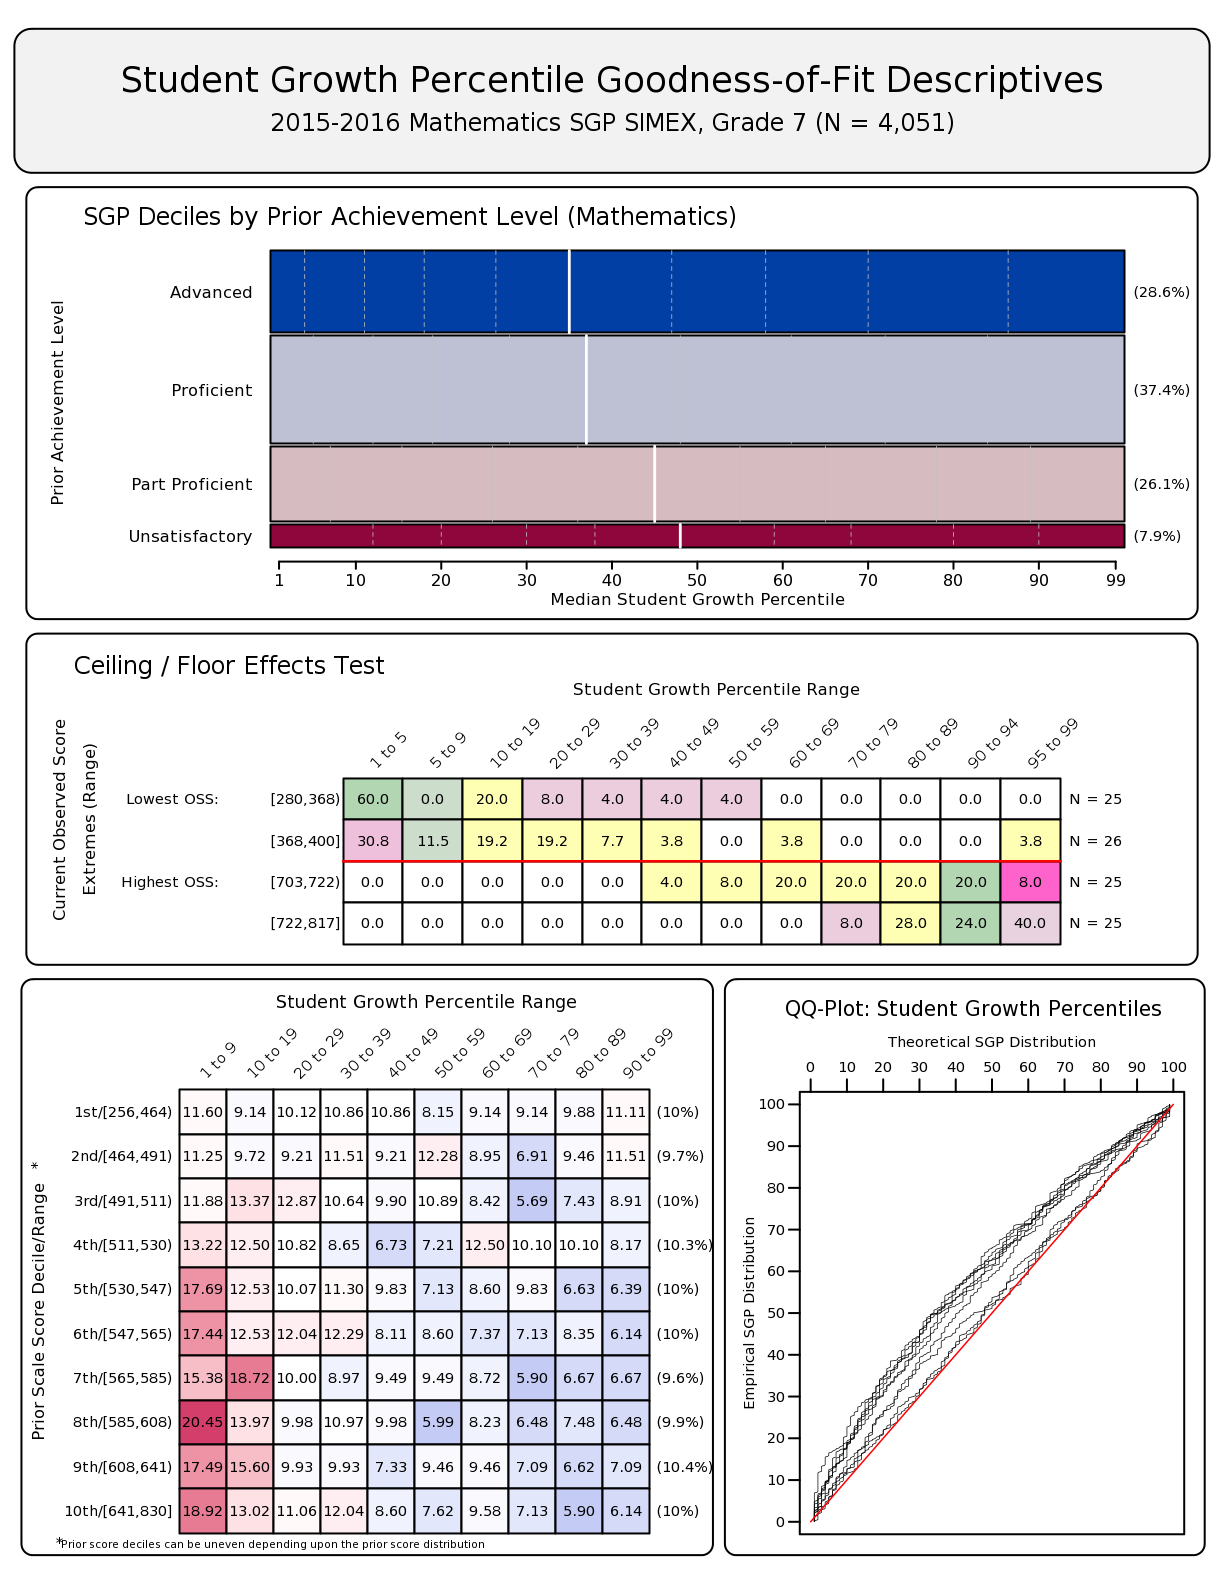 Student Growth Percentile Goodness-of-Fit Descriptives
2015-2016 Mathematics SGP SIMEX, Grade 7 (N = 4,051)
SGP Deciles by Prior Achievement Level (Mathematics)
Prior Achievement Level
Advanced (28.6%)
Proficient (37.4%)
Part Proficient (26.1%)
Unsatisfactory (7.9%)
1 10 20 30 40 50 60 70 80 90 99
Median Student Growth Percentile
Ceiling / Floor Effects Test
Student Growth Percentile Range
Current Observed Score
Extremes (Range)
1 to 5 5 to 9 10 to 19 20 to 29 30 to 39 40 to 49 50 to 59 60 to 69 70 to 79 80 to 89 90 to 94 95 to 99
Lowest OSS: [280,368) 60.0 0.0 20.0 8.0 4.0 4.0 4.0 0.0 0.0 0.0 0.0 0.0 N = 25
[368,400] 30.8 11.5 19.2 19.2 7.7 3.8 0.0 3.8 0.0 0.0 0.0 3.8 N = 26
Highest OSS: [703,722) 0.0 0.0 0.0 0.0 0.0 4.0 8.0 20.0 20.0 20.0 20.0 8.0 N = 25
[722,817] 0.0 0.0 0.0 0.0 0.0 0.0 0.0 0.0 8.0 28.0 24.0 40.0 N = 25
Student Growth Percentile Range
Prior Scale Score Decile/Range *
1 to 9 10 to 19 20 to 29 30 to 39 40 to 49 50 to 59 60 to 69 70 to 79 80 to 89 90 to 99
1st/[256,464) 11.60 9.14 10.12 10.86 10.86 8.15 9.14 9.14 9.88 11.11 (10%)
2nd/[464,491) 11.25 9.72 9.21 11.51 9.21 12.28 8.95 6.91 9.46 11.51 (9.7%)
3rd/[491,511) 11.88 13.37 12.87 10.64 9.90 10.89 8.42 5.69 7.43 8.91 (10%)
4th/[511,530) 13.22 12.50 10.82 8.65 6.73 7.21 12.50 10.10 10.10 8.17 (10.3%)
5th/[530,547) 17.69 12.53 10.07 11.30 9.83 7.13 8.60 9.83 6.63 6.39 (10%)
6th/[547,565) 17.44 12.53 12.04 12.29 8.11 8.60 7.37 7.13 8.35 6.14 (10%)
7th/[565,585) 15.38 18.72 10.00 8.97 9.49 9.49 8.72 5.90 6.67 6.67 (9.6%)
8th/[585,608) 20.45 13.97 9.98 10.97 9.98 5.99 8.23 6.48 7.48 6.48 (9.9%)
9th/[608,641) 17.49 15.60 9.93 9.93 7.33 9.46 9.46 7.09 6.62 7.09 (10.4%)
10th/[641,830] 18.92 13.02 11.06 12.04 8.60 7.62 9.58 7.13 5.90 6.14 (10%)
*Prior score deciles can be uneven depending upon the prior score distribution
QQ-Plot: Student Growth Percentiles
Theoretical SGP Distribution
0 10 20 30 40 50 60 70 80 90 100
Empirical SGP Distribution
100
90
80
70
60
50
40
30
20
10
0